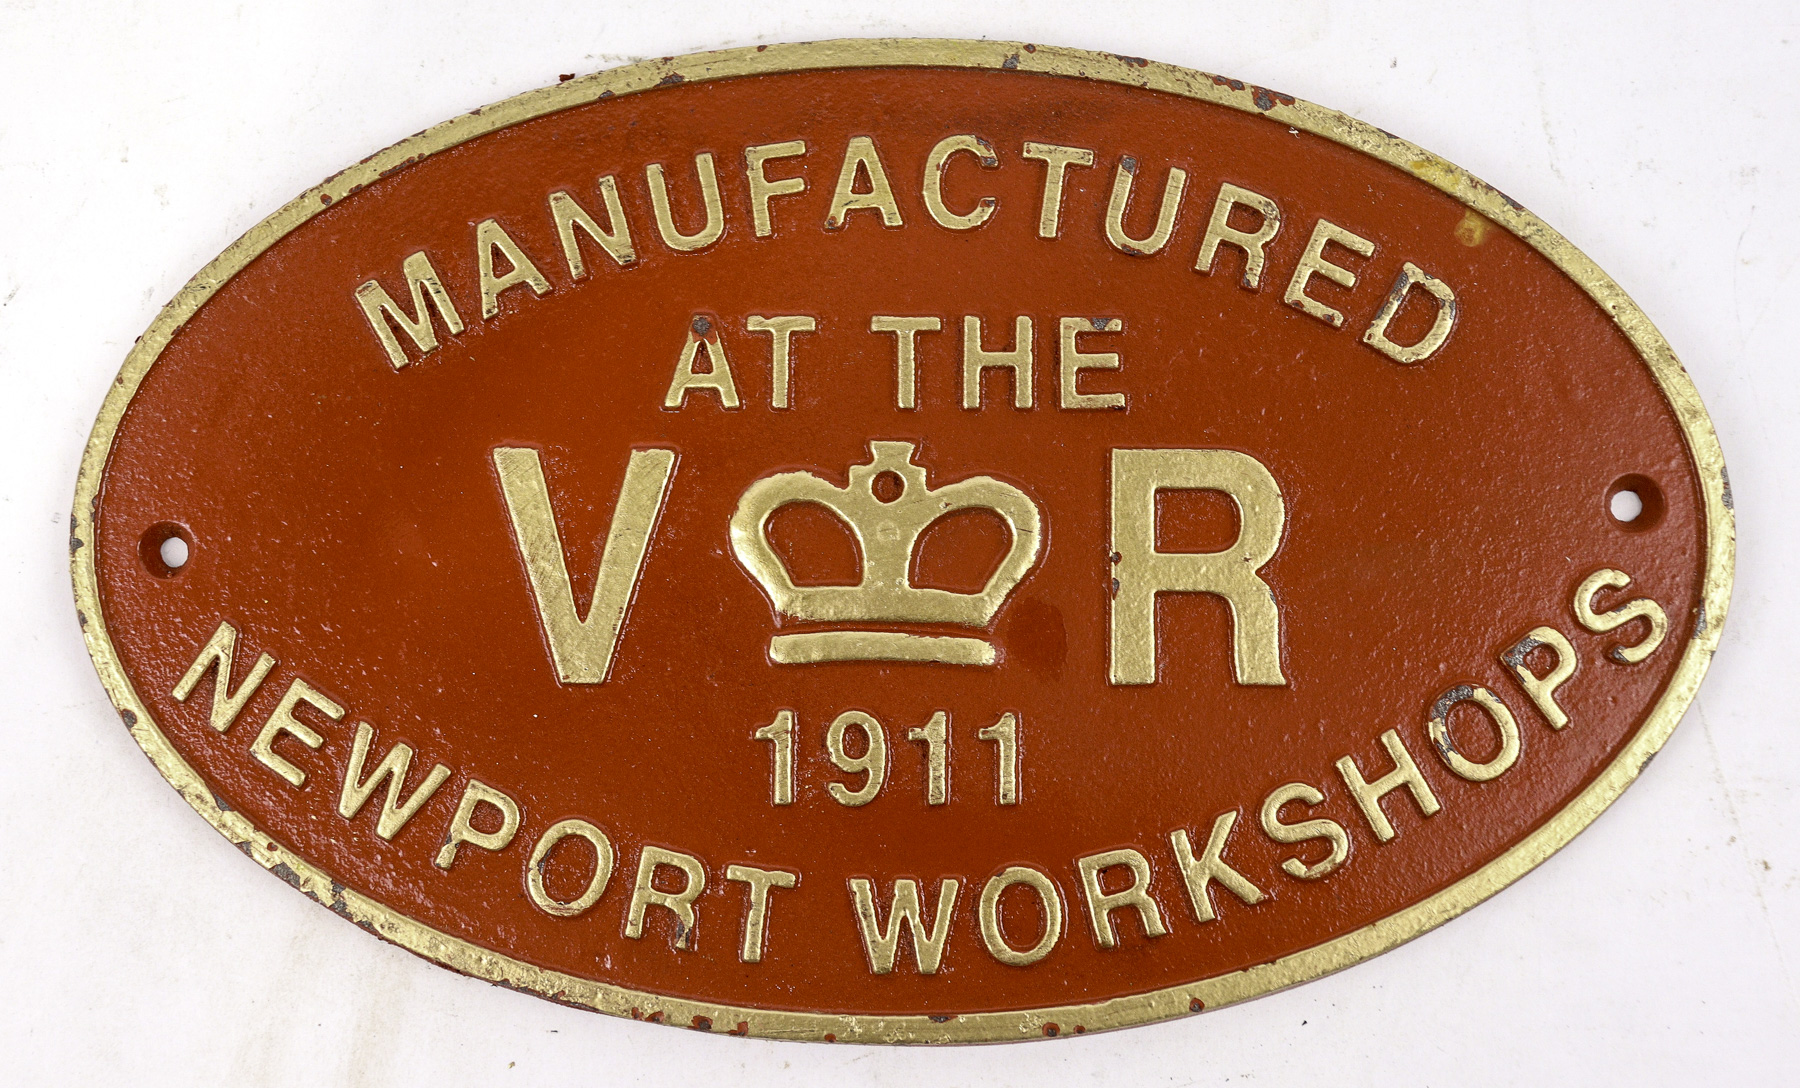 MANUFACTURED
AT THE
V R
1911
NEWPORT WORKSHOPS